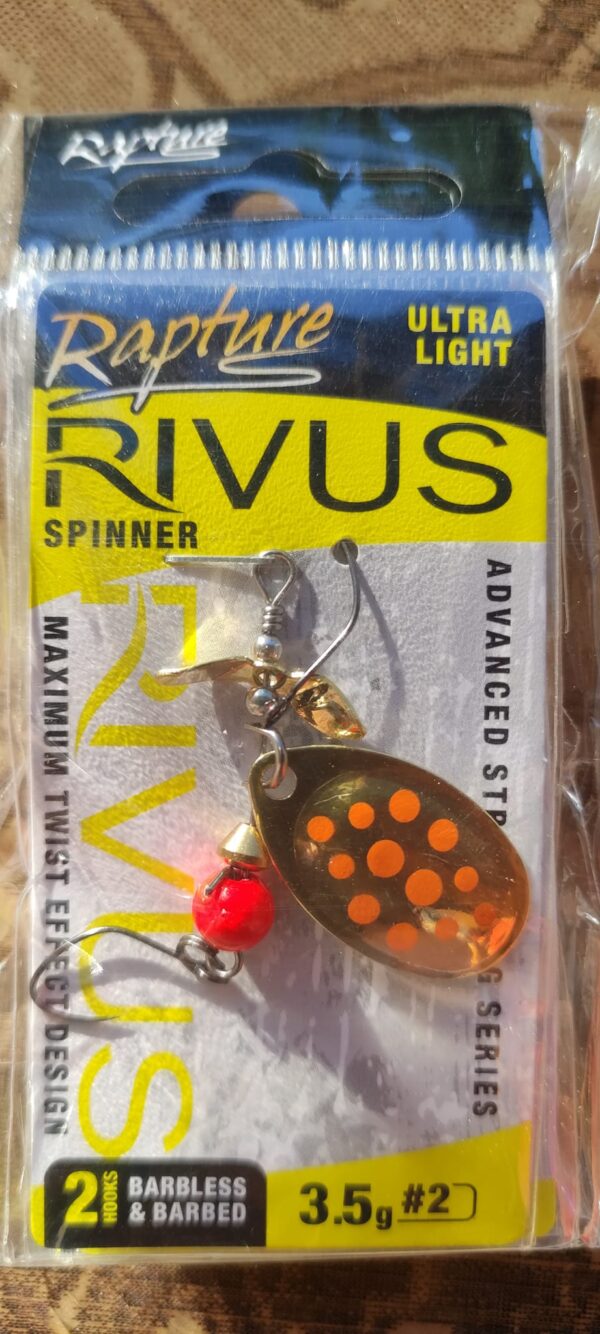 Rapture
Rapture
ULTRA
LIGHT
RIVUS
SPINNER
RIVUS
MAXIMUM TWIST EFFECT DESIGN
ADVANCED
SERIES
2 HOOKS
BARBLESS
& BARBED
3.5g #2